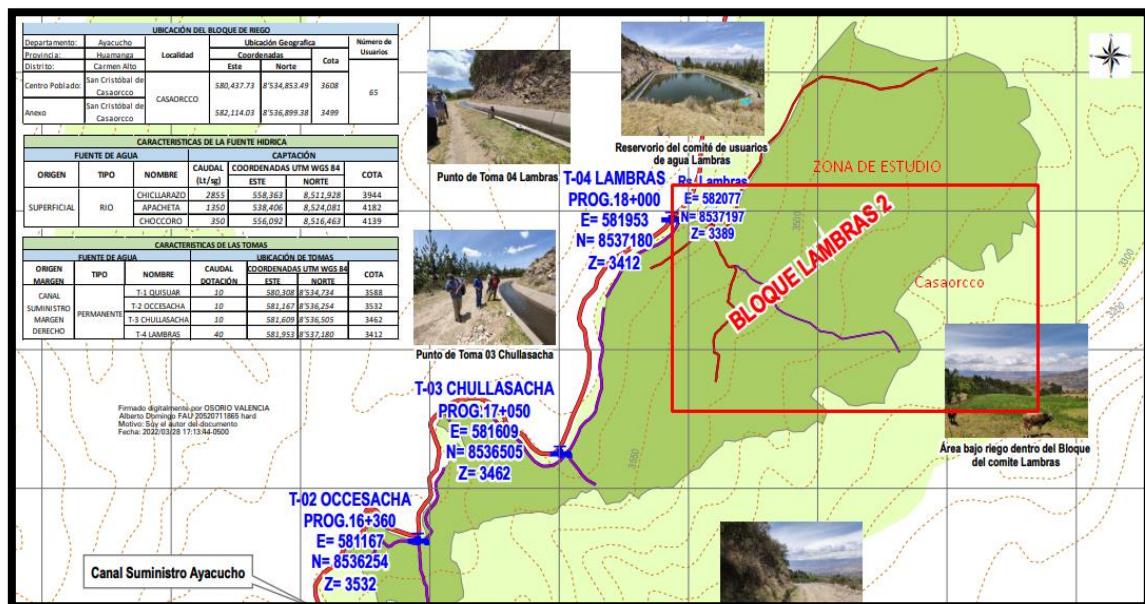 UBICACIÓN DEL BLOQUE DE RIEGO
Departamento: Ayacucho Localidad Ubicación Geografica Número de Usuarios
Provincia: Huamanga Coordenadas Cota
Distrito: Carmen Alto Este Norte
Centro Poblado: San Cristóbal de Casaorcco CASAORCCO 580,437.73 8'534,853.49 3608 65
Anexo San Cristóbal de Casaorcco 582,114.03 8'536,899.38 3499
CARACTERISTICAS DE LA FUENTE HIDRICA
FUENTE DE AGUA CAPTACIÓN
ORIGEN TIPO NOMBRE CAUDAL (Lt/sg) COORDENADAS UTM WGS 84 COTA
ESTE NORTE
SUPERFICIAL RIO CHICLLARAZO 2855 558,363 8,511,928 3944
APACHETA 1350 538,406 8,524,081 4182
CHOCCORO 350 556,092 8,516,463 4139
CARACTERISTICAS DE LAS TOMAS
FUENTE DE AGUA UBICACIÓN DE TOMAS
ORIGEN MARGEN TIPO NOMBRE CAUDAL DOTACIÓN COORDENADAS UTM WGS 84 COTA
ESTE NORTE
CANAL SUMINISTRO MARGEN DERECHO PERMANENTE T-1 QUISUAR 10 580,308 8'534,734 3588
T-2 OCCESACHA 10 581,167 8'536,254 3532
T-3 CHULLASACHA 10 581,609 8'536,505 3462
T-4 LAMBRAS 40 581,953 8'537,180 3412
Firmado digitalmente por OSORIO VALENCIA
Alberto Domingo FAU 20520711865 hard
Motivo: Soy el autor del documento
Fecha: 2022/03/28 17:13:44-0500
Punto de Toma 04 Lambras
Reservorio del comité de usuarios
de agua Lambras
T-04 LAMBRAS
PROG.18+000
E= 581953
N= 8537180
Z= 3412
Rs. Lambras
E= 582077
N= 8537197
Z= 3389
ZONA DE ESTUDIO
BLOQUE LAMBRAS 2
Casaorcco
3500
3300
3200
Punto de Toma 03 Chullasacha
T-03 CHULLASACHA
PROG.17+050
E= 581609
N= 8536505
Z= 3462
Área bajo riego dentro del Bloque
del comite Lambras
T-02 OCCESACHA
PROG.16+360
E= 581167
N= 8536254
Z= 3532
Canal Suministro Ayacucho